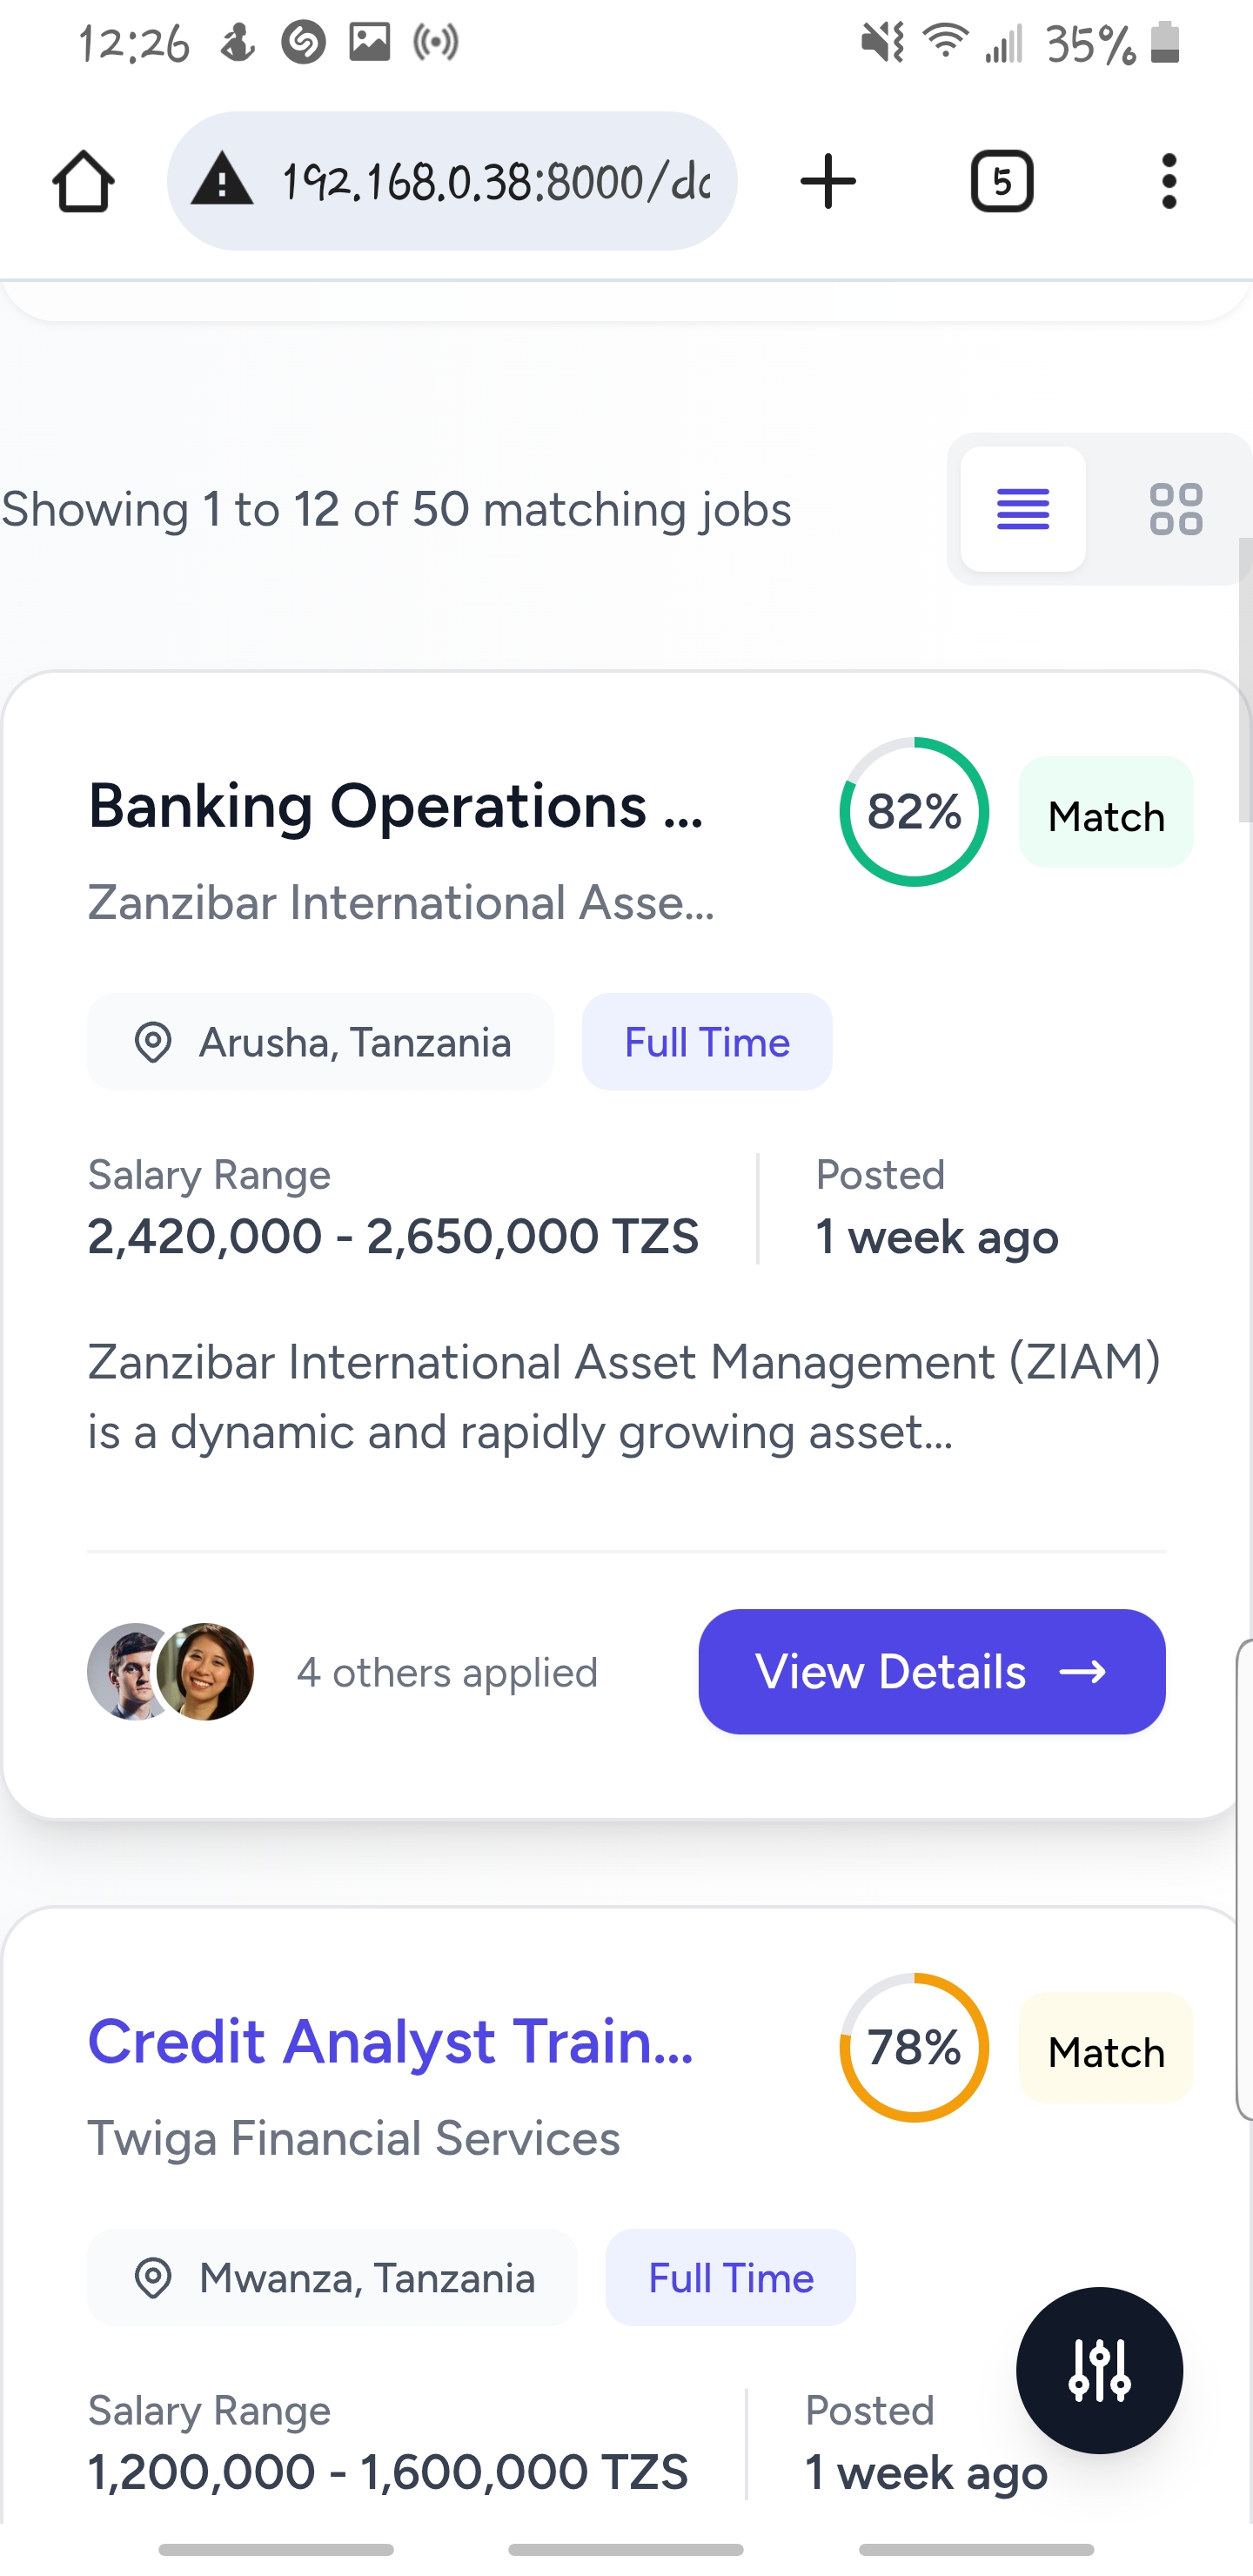 12:26
35%
192.168.0.38:8000/dc
5
Showing 1 to 12 of 50 matching jobs
Banking Operations ...
82%
Match
Zanzibar International Asse...
Arusha, Tanzania
Full Time
Salary Range
Posted
2,420,000 - 2,650,000 TZS
1 week ago
Zanzibar International Asset Management (ZIAM)
is a dynamic and rapidly growing asset...
4 others applied
View Details →
Credit Analyst Train...
78%
Match
Twiga Financial Services
Mwanza, Tanzania
Full Time
Salary Range
Posted
1,200,000 - 1,600,000 TZS
1 week ago